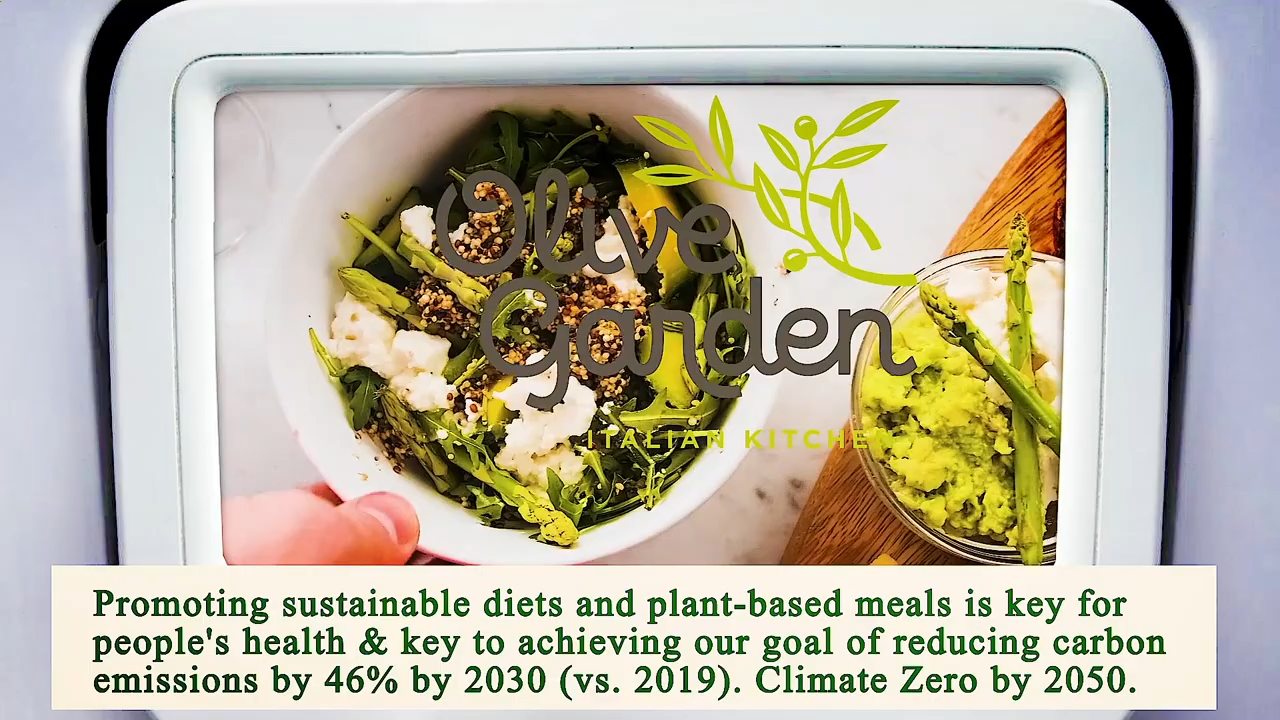 Olive
Garden
ITALIAN KITCHEN
Promoting sustainable diets and plant-based meals is key for
people's health & key to achieving our goal of reducing carbon
emissions by 46% by 2030 (vs. 2019). Climate Zero by 2050.